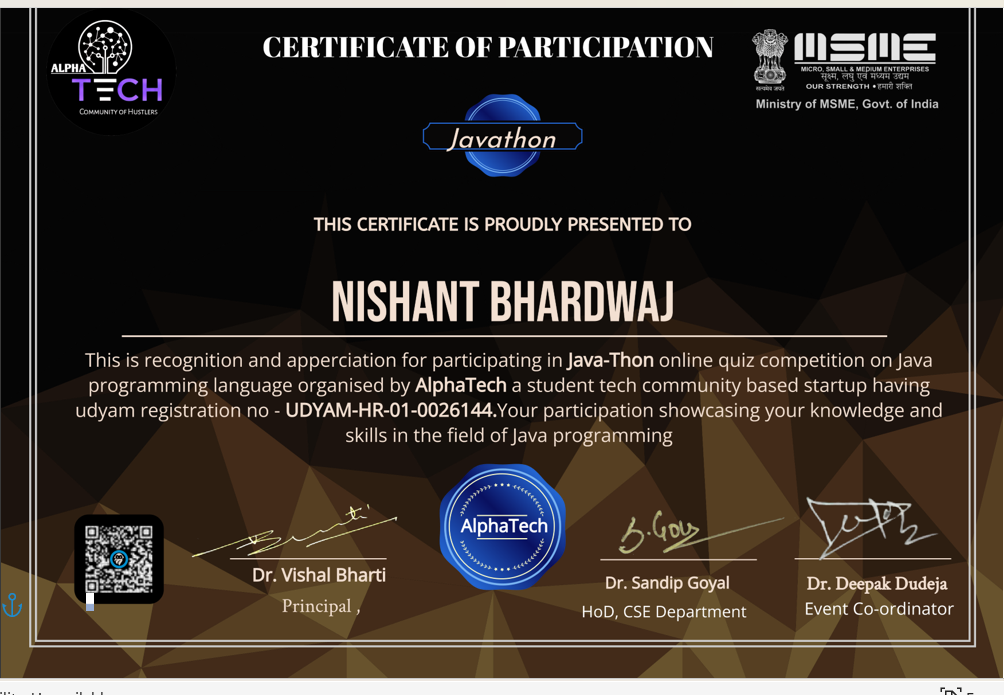 ALPHA
TECH
COMMUNITY OF HUSTLERS
CERTIFICATE OF PARTICIPATION
सत्यमेव जयते
MSME
MICRO, SMALL & MEDIUM ENTERPRISES
सूक्ष्म, लघु एवं मध्यम उद्यम
OUR STRENGTH • हमारी शक्ति
Ministry of MSME, Govt. of India
Javathon
THIS CERTIFICATE IS PROUDLY PRESENTED TO
NISHANT BHARDWAJ
This is recognition and apperciation for participating in Java-Thon online quiz competition on Java
programming language organised by AlphaTech a student tech community based startup having
udyam registration no - UDYAM-HR-01-0026144.Your participation showcasing your knowledge and
skills in the field of Java programming
AlphaTech
S.Goy
Dr. Vishal Bharti
Principal ,
Dr. Sandip Goyal
HoD, CSE Department
Dr. Deepak Dudeja
Event Co-ordinator